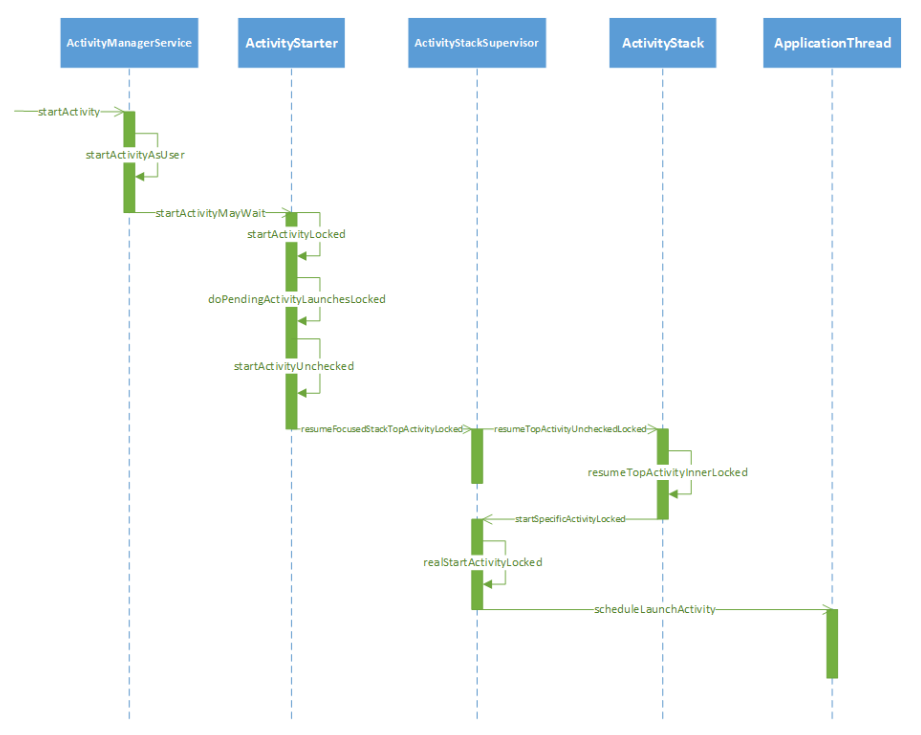 ActivityManagerService
ActivityStarter
ActivityStackSupervisor
ActivityStack
ApplicationThread
startActivity
startActivityAsUser
startActivityMayWait
startActivityLocked
doPendingActivityLaunchesLocked
startActivityUnchecked
resumeFocusedStackTopActivityLocked
resumeTopActivityUncheckedLocked
resumeTopActivityInnerLocked
startSpecificActivityLocked
realStartActivityLocked
scheduleLaunchActivity